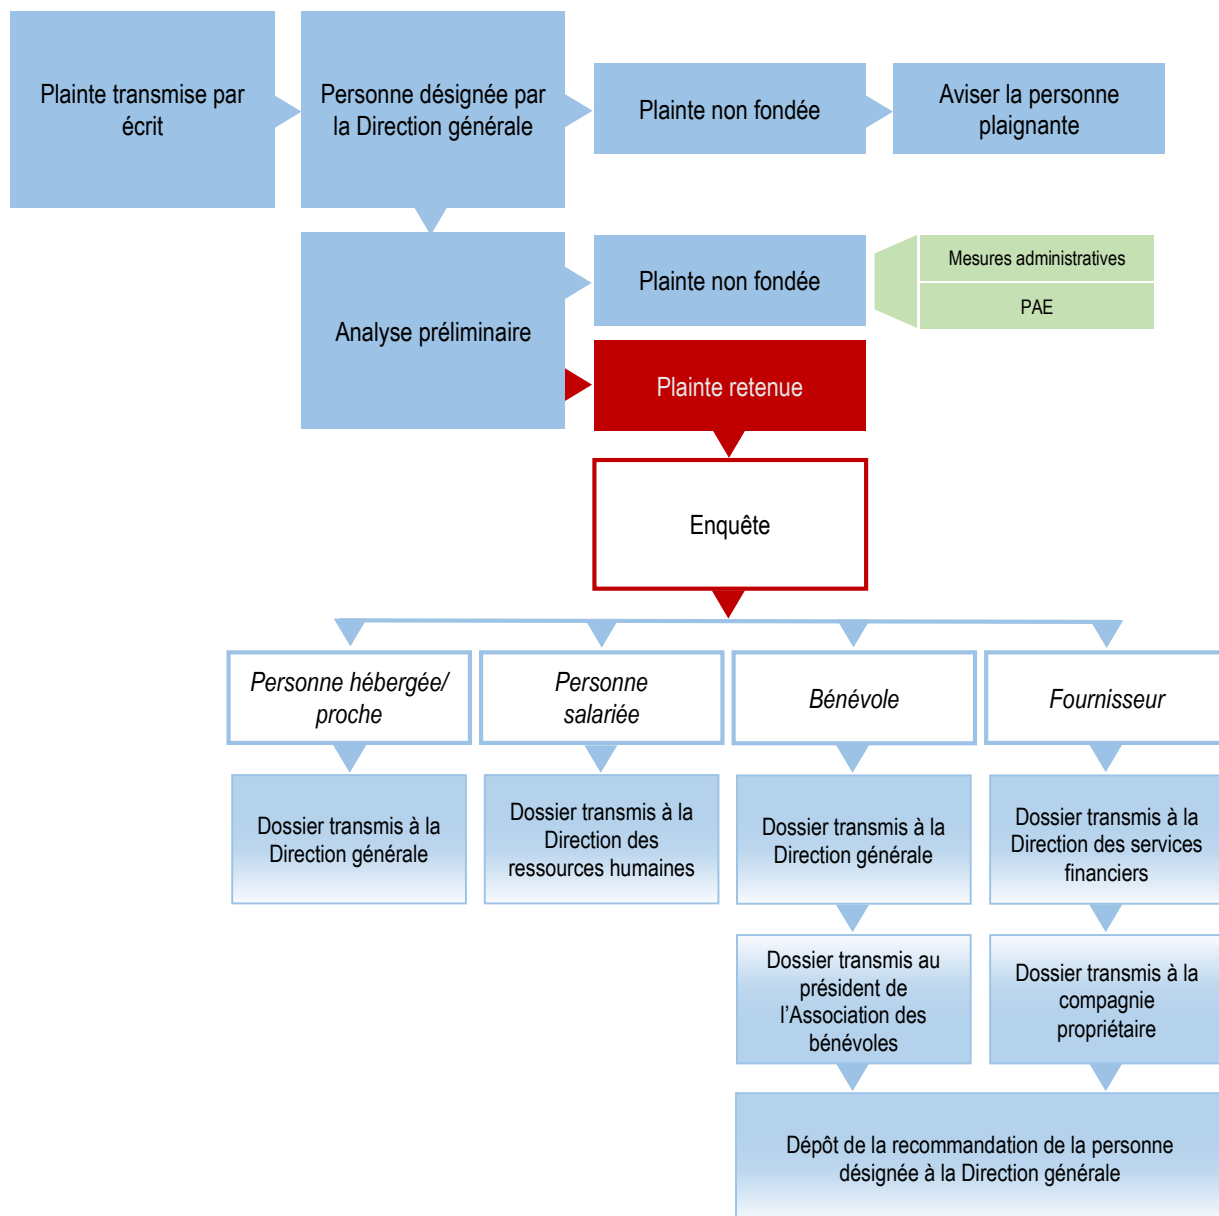 Plainte transmise par
écrit
Personne désignée par
la Direction générale
Plainte non fondée
Aviser la personne
plaignante
Analyse préliminaire
Plainte non fondée
Mesures administratives
PAE
Plainte retenue
Enquête
Personne hébergée/
proche
Personne
salariée
Bénévole
Fournisseur
Dossier transmis à la
Direction générale
Dossier transmis à la
Direction des
ressources humaines
Dossier transmis à la
Direction générale
Dossier transmis à la
Direction des services
financiers
Dossier transmis au
président de
l’Association des
bénévoles
Dossier transmis à la
compagnie
propriétaire
Dépôt de la recommandation de la personne
désignée à la Direction générale